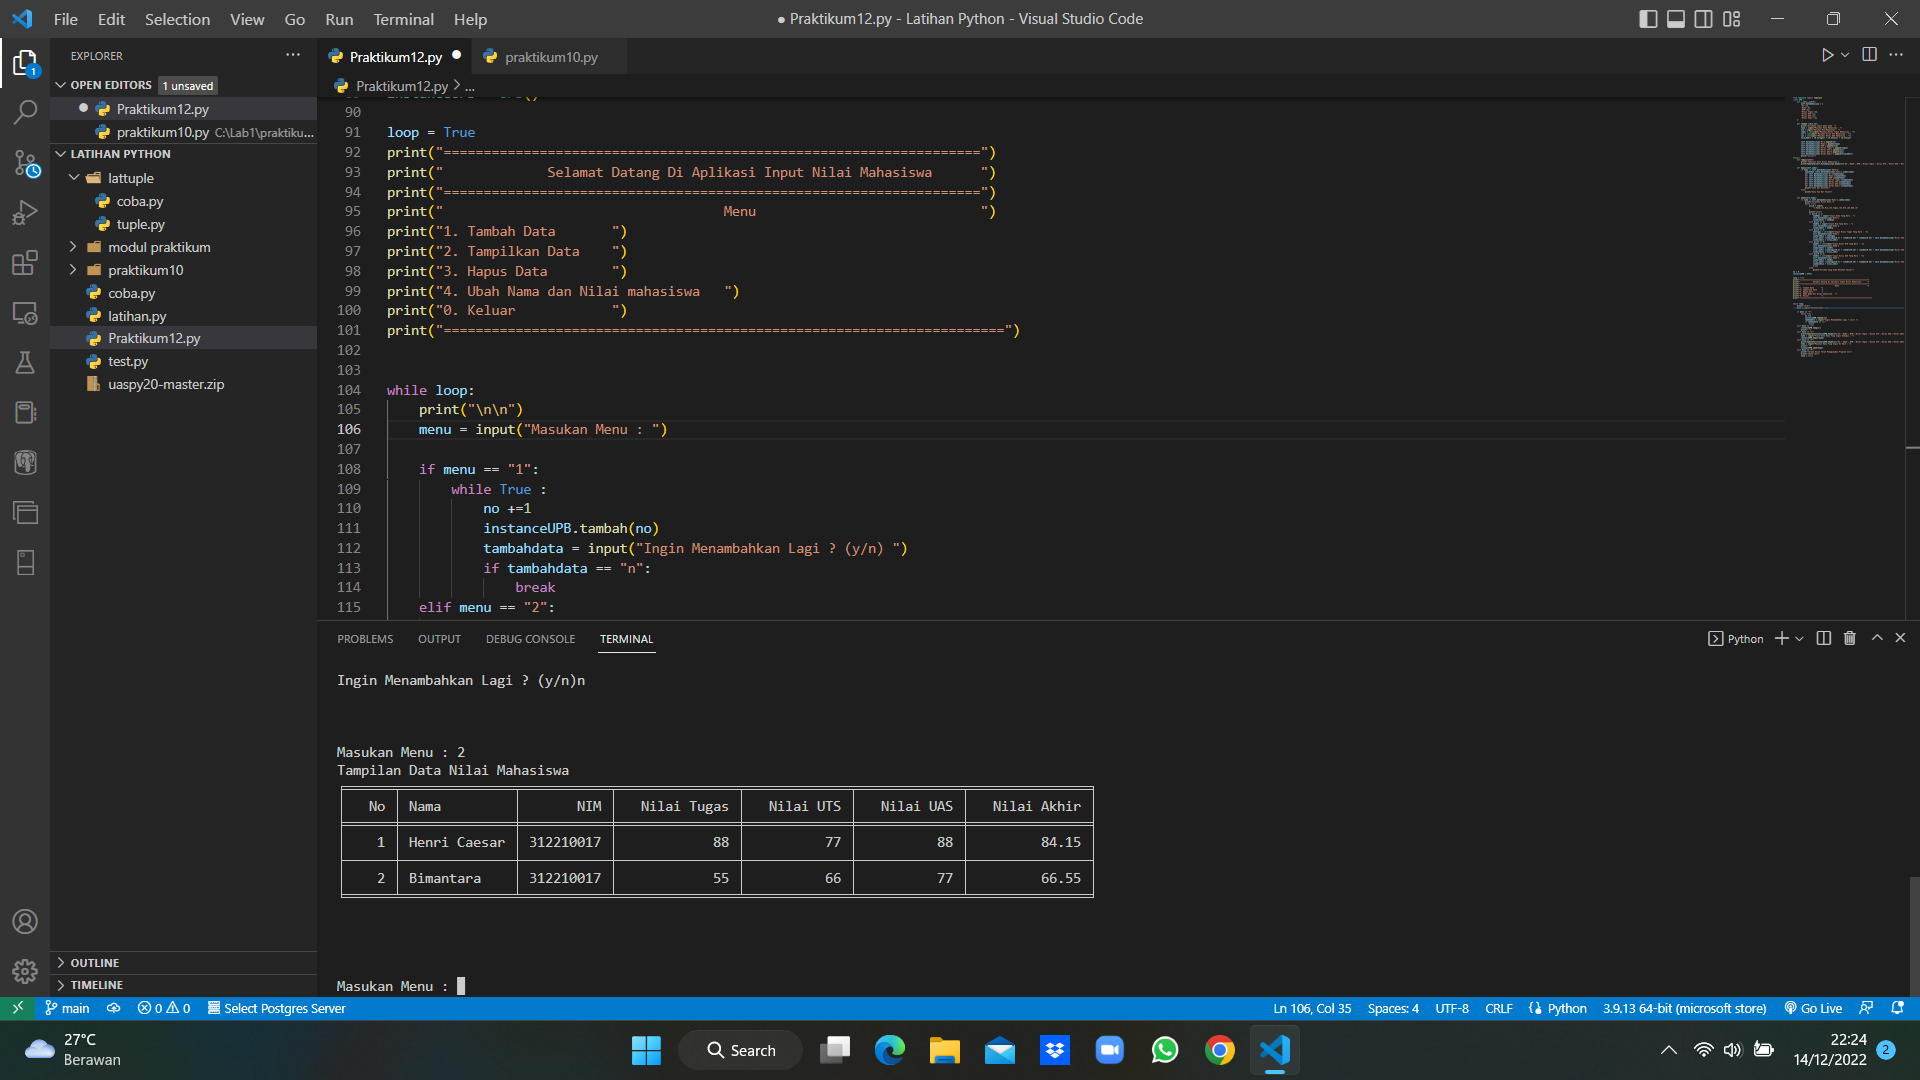 File Edit Selection View Go Run Terminal Help
● Praktikum12.py - Latihan Python - Visual Studio Code
EXPLORER
OPEN EDITORS 1 unsaved
Praktikum12.py
praktikum10.py C:\Lab1\praktiku...
LATIHAN PYTHON
lattuple
coba.py
tuple.py
modul praktikum
praktikum10
coba.py
latihan.py
Praktikum12.py
test.py
uaspy20-master.zip
OUTLINE
TIMELINE
Praktikum12.py
praktikum10.py
Praktikum12.py > ...
90
91 loop = True
92 print("===================================================================")
93 print("             Selamat Datang Di Aplikasi Input Nilai Mahasiswa      ")
94 print("===================================================================")
95 print("                                   Menu                            ")
96 print("1. Tambah Data       ")
97 print("2. Tampilkan Data    ")
98 print("3. Hapus Data        ")
99 print("4. Ubah Nama dan Nilai mahasiswa   ")
100 print("0. Keluar            ")
101 print("======================================================================")
102
103
104 while loop:
105     print("\n\n")
106     menu = input("Masukan Menu : ")
107
108     if menu == "1":
109         while True :
110             no +=1
111             instanceUPB.tambah(no)
112             tambahdata = input("Ingin Menambahkan Lagi ? (y/n) ")
113             if tambahdata == "n":
114                 break
115     elif menu == "2":
PROBLEMS OUTPUT DEBUG CONSOLE TERMINAL
Python
Ingin Menambahkan Lagi ? (y/n)n
Masukan Menu : 2
Tampilan Data Nilai Mahasiswa
No Nama NIM Nilai Tugas Nilai UTS Nilai UAS Nilai Akhir
1 Henri Caesar 312210017 88 77 88 84.15
2 Bimantara 312210017 55 66 77 66.55
Masukan Menu :
main 0 0 Select Postgres Server Ln 106, Col 35 Spaces: 4 UTF-8 CRLF Python 3.9.13 64-bit (microsoft store) Go Live
27°C
Berawan
Search
22:24
14/12/2022
2